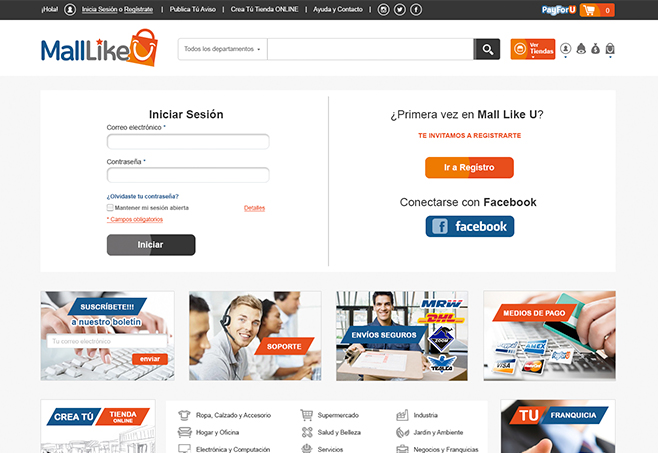 ¡Hola! Inicia Sesión o Regístrate | Publica Tú Aviso | Crea Tú Tienda ONLINE | Ayuda y Contacto | PayForU 0
MallLikeU
Todos los departamentos
Ver Tiendas
Iniciar Sesión
Correo electrónico *
Contraseña *
¿Olvidaste tu contraseña?
Mantener mi sesión abierta Detalles
* Campos obligatorios
Iniciar
¿Primera vez en Mall Like U?
TE INVITAMOS A REGISTRARTE
Ir a Registro
Conectarse con Facebook
facebook
SUSCRÍBETE!!!
a nuestro boletín
Tu correo electrónico
enviar
SOPORTE
ENVÍOS SEGUROS
MRW
DHL
ZOOM
TEALCA
MEDIOS DE PAGO
VISA
AMEX
PayForU
CREA TÚ TIENDA ONLINE
Ropa, Calzado y Accesorio
Supermercado
Industria
Hogar y Oficina
Salud y Belleza
Jardín y Ambiente
Electrónica y Computación
Servicios
Negocios y Franquicias
TU FRANQUICIA